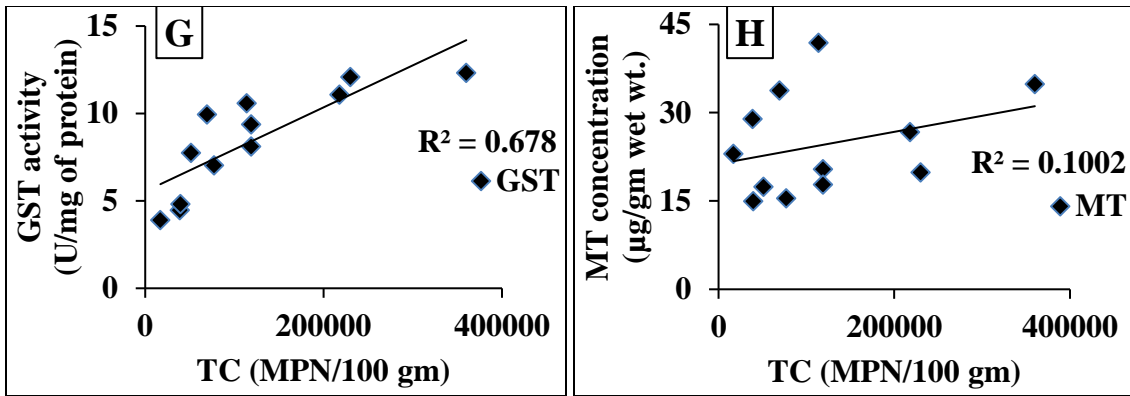 G
15
10
5
0
GST activity
(U/mg of protein)
R² = 0.678
GST
0 200000 400000
TC (MPN/100 gm)
H
45
30
15
0
MT concentration
(µg/gm wet wt.)
R² = 0.1002
MT
0 200000 400000
TC (MPN/100 gm)